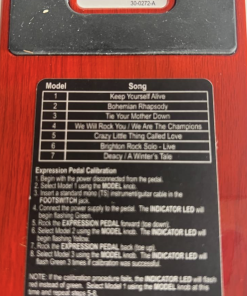 30-0272-A
Model Song
1 Keep Yourself Alive
2 Bohemian Rhapsody
3 Tie Your Mother Down
4 We Will Rock You / We Are The Champions
5 Crazy Little Thing Called Love
6 Brighton Rock Solo - Live
7 Deacy / A Winter's Tale
Expression Pedal Calibration
1. Begin with the power disconnected from the pedal.
2. Select Model 1 using the MODEL knob.
3. Insert a standard mono (TS) instrument/guitar cable in the
FOOTSWITCH jack.
4. Connect the power supply to the pedal. The INDICATOR LED will
begin flashing Green.
5. Rock the EXPRESSION PEDAL forward (toe down).
6. Select Model 2 using the MODEL knob. The INDICATOR LED will
begin flashing Yellow.
7. Rock the EXPRESSION PEDAL back (toe up).
8. Select Model 3 using the MODEL knob. The INDICATOR LED will
flash Green 3 times if calibration was successful.
NOTE: If the calibration procedure fails, the INDICATOR LED will flash
red instead of green. Select Model 1 using the MODEL knob at this
time and repeat steps 5-8.